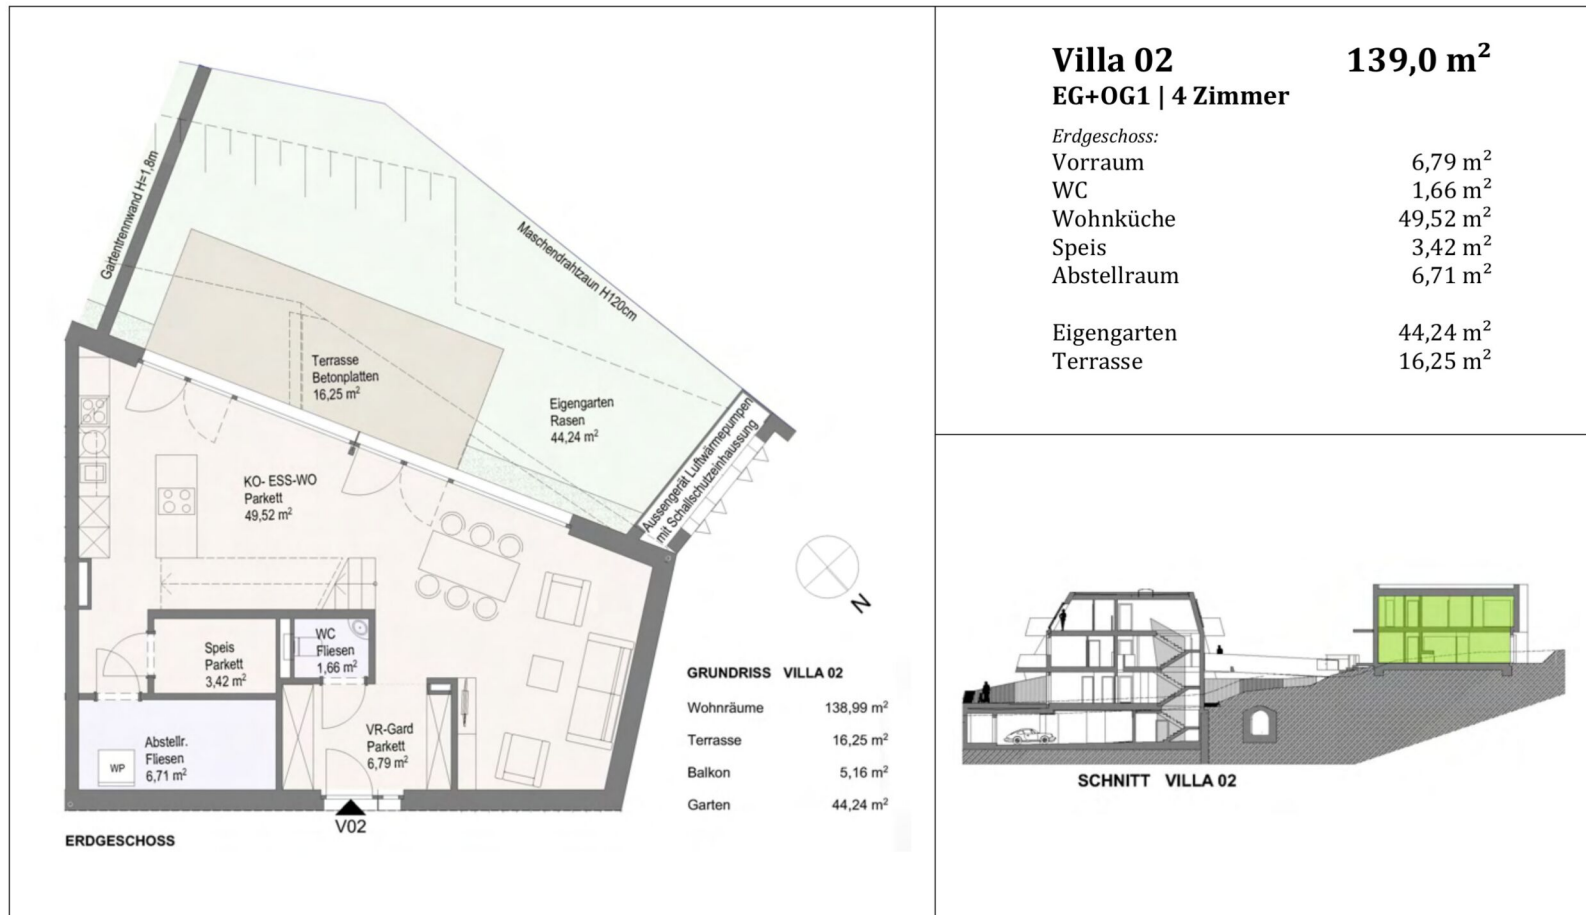 Gartentrennwand H=1,8m
Maschendrahtzaun H120cm
Terrasse
Betonplatten
16,25 m²
Eigengarten
Rasen
44,24 m²
Aussengerät Luftwärmepumpen
mit Schallschutzeinhaussung
KO- ESS-WO
Parkett
49,52 m²
N
Speis
Parkett
3,42 m²
WC
Fliesen
1,66 m²
VR-Gard
Parkett
6,79 m²
Abstellr.
Fliesen
6,71 m²
WP
V02
ERDGESCHOSS
GRUNDRISS VILLA 02
Wohnräume 138,99 m²
Terrasse 16,25 m²
Balkon 5,16 m²
Garten 44,24 m²
Villa 02 139,0 m²
EG+OG1 | 4 Zimmer
Erdgeschoss:
Vorraum 6,79 m²
WC 1,66 m²
Wohnküche 49,52 m²
Speis 3,42 m²
Abstellraum 6,71 m²
Eigengarten 44,24 m²
Terrasse 16,25 m²
SCHNITT VILLA 02